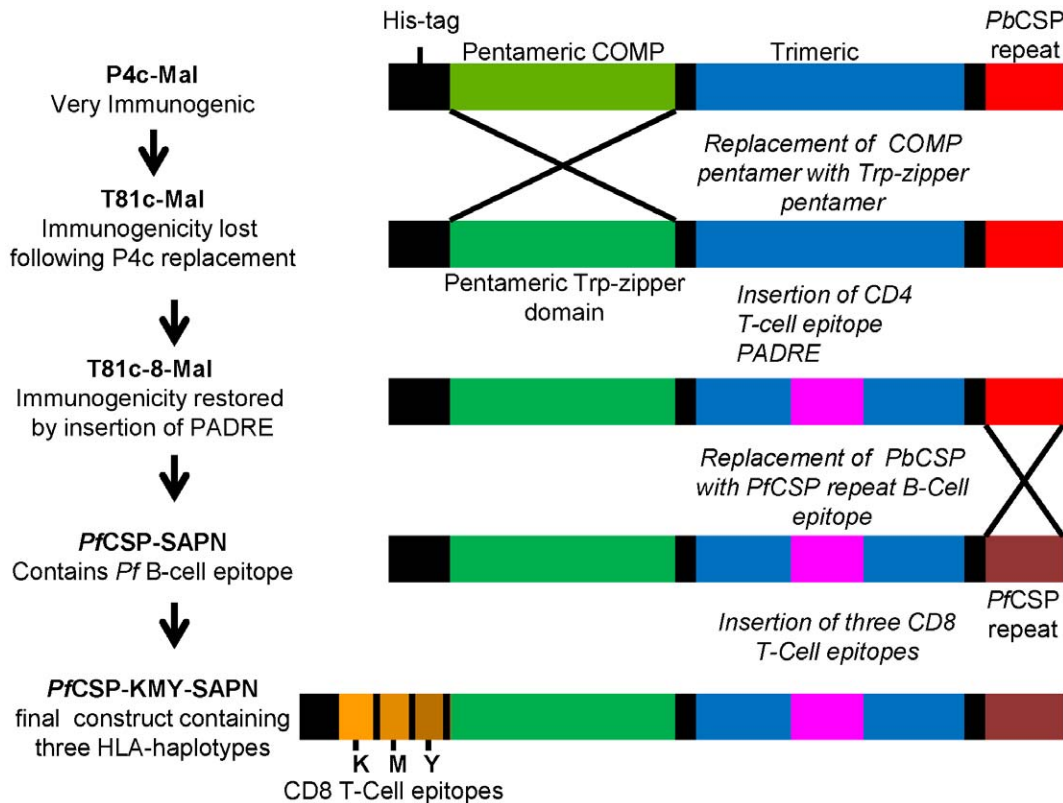 His-tag
Pentameric COMP
Trimeric
PbCSP
repeat
P4c-Mal
Very Immunogenic
Replacement of COMP
pentamer with Trp-zipper
pentamer
T81c-Mal
Immunogenicity lost
following P4c replacement
Pentameric Trp-zipper
domain
Insertion of CD4
T-cell epitope
PADRE
T81c-8-Mal
Immunogenicity restored
by insertion of PADRE
Replacement of PbCSP
with PfCSP repeat B-Cell
epitope
PfCSP-SAPN
Contains Pf B-cell epitope
PfCSP
repeat
Insertion of three CD8
T-Cell epitopes
PfCSP-KMY-SAPN
final construct containing
three HLA-haplotypes
K M Y
CD8 T-Cell epitopes